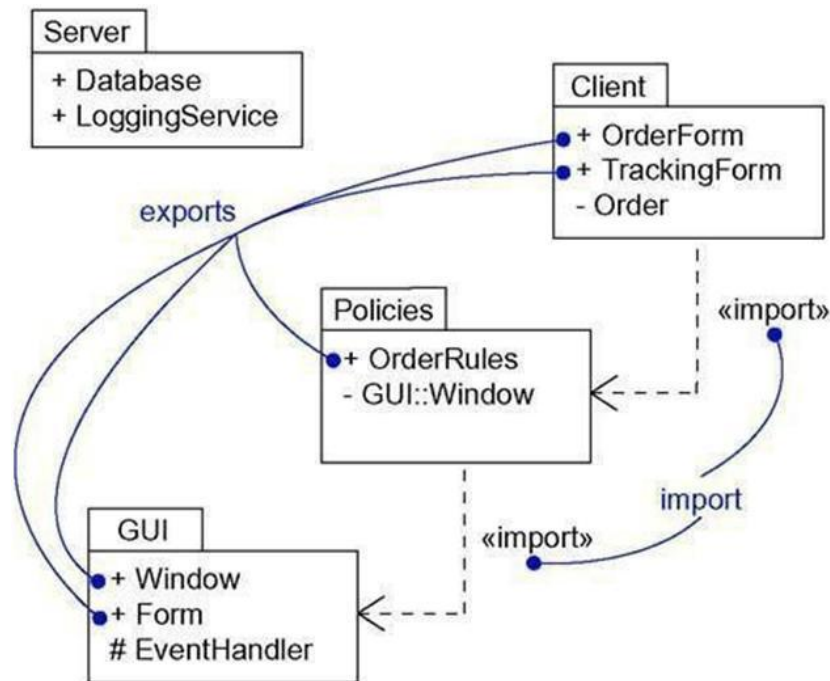 Server
+ Database
+ LoggingService
Client
+ OrderForm
+ TrackingForm
- Order
exports
Policies
+ OrderRules
- GUI::Window
«import»
import
«import»
GUI
+ Window
+ Form
# EventHandler